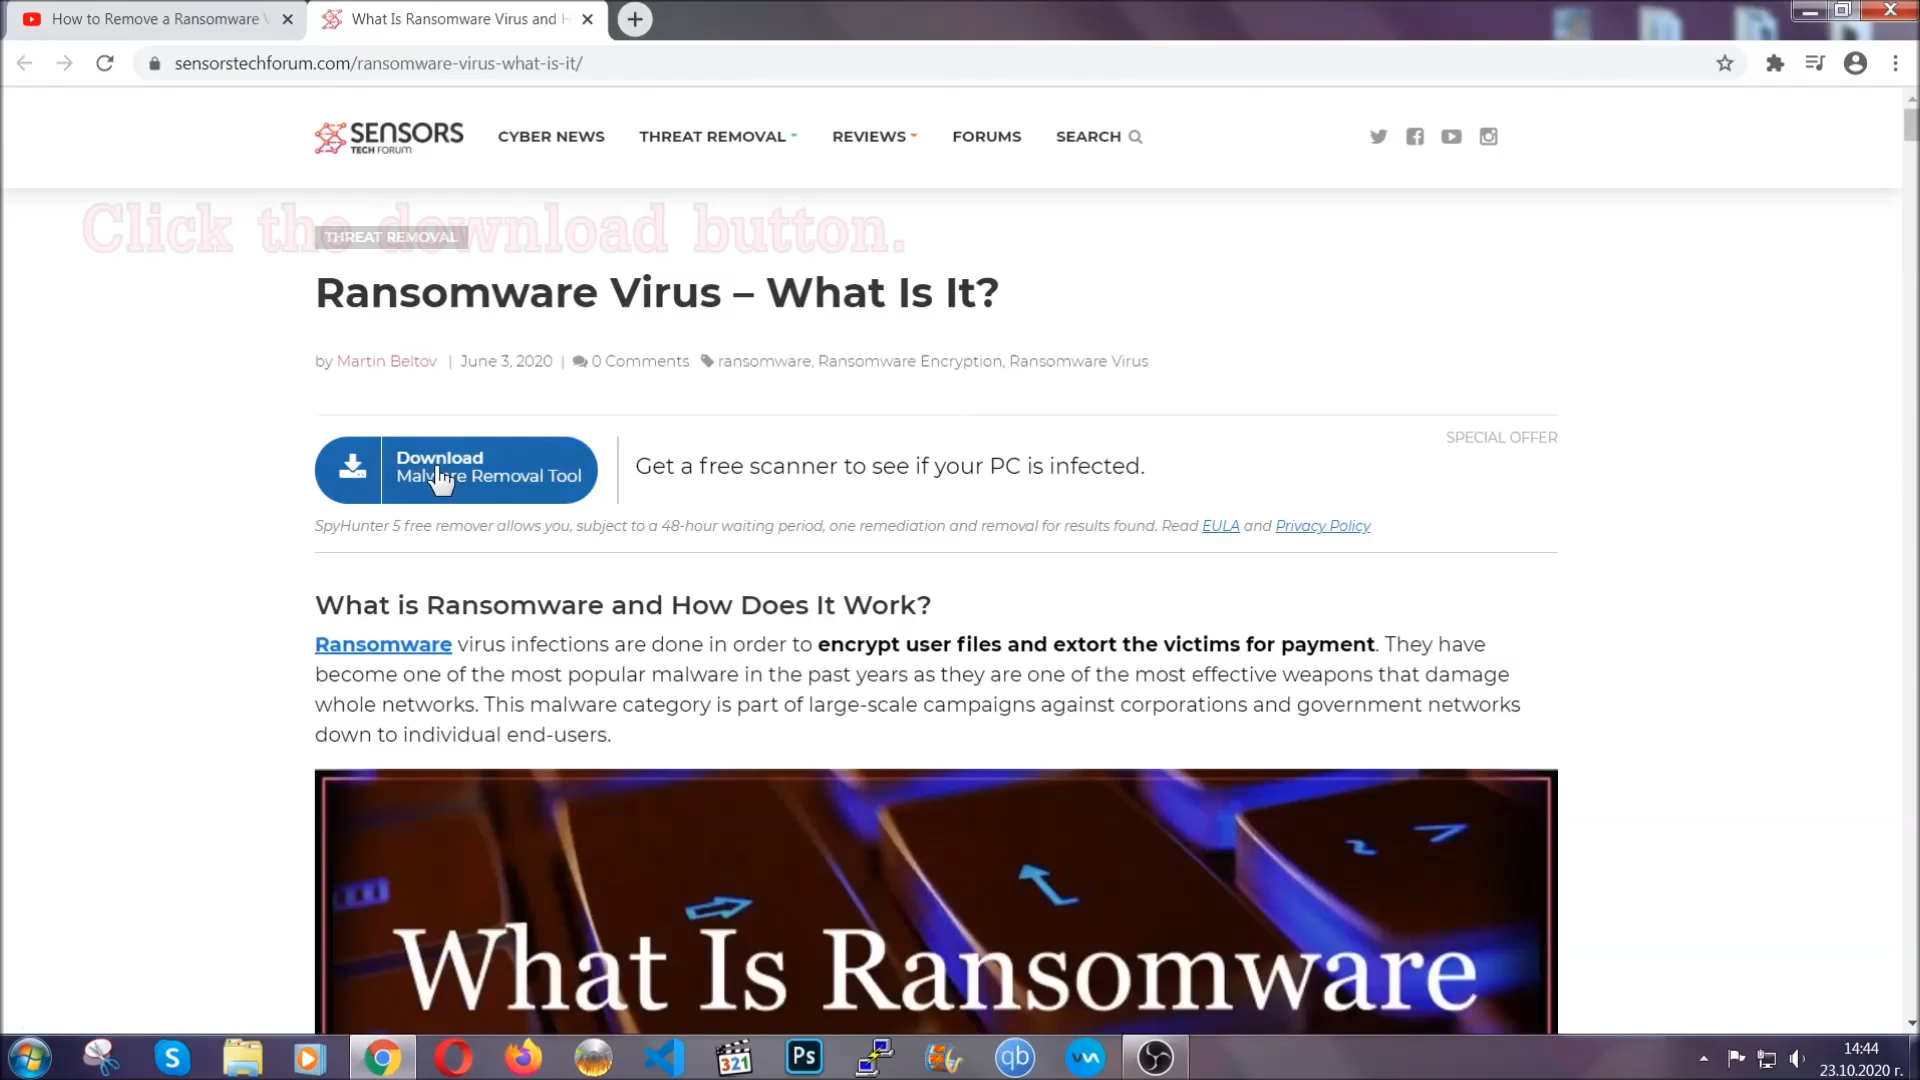 How to Remove a Ransomware V
What Is Ransomware Virus and H
sensorstechforum.com/ransomware-virus-what-is-it/
SENSORS
TECH FORUM
CYBER NEWS
THREAT REMOVAL
REVIEWS
FORUMS
SEARCH
Click the download button.
THREAT REMOVAL
Ransomware Virus – What Is It?
by Martin Beltov | June 3, 2020 | 0 Comments ransomware, Ransomware Encryption, Ransomware Virus
SPECIAL OFFER
Download
Malware Removal Tool
Get a free scanner to see if your PC is infected.
SpyHunter 5 free remover allows you, subject to a 48-hour waiting period, one remediation and removal for results found. Read EULA and Privacy Policy
What is Ransomware and How Does It Work?
Ransomware virus infections are done in order to encrypt user files and extort the victims for payment. They have
become one of the most popular malware in the past years as they are one of the most effective weapons that damage
whole networks. This malware category is part of large-scale campaigns against corporations and government networks
down to individual end-users.
What Is Ransomware
S
321
Ps
qb
14:44
23.10.2020 г.